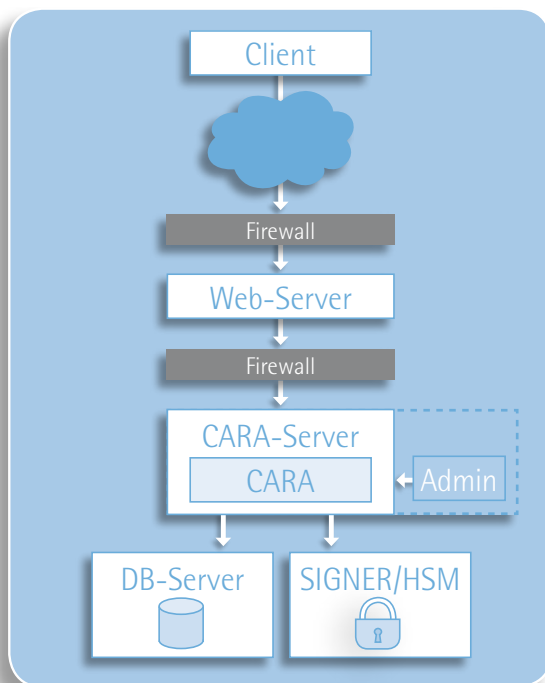 Client
Firewall
Web-Server
Firewall
CARA-Server
CARA
Admin
DB-Server
SIGNER/HSM